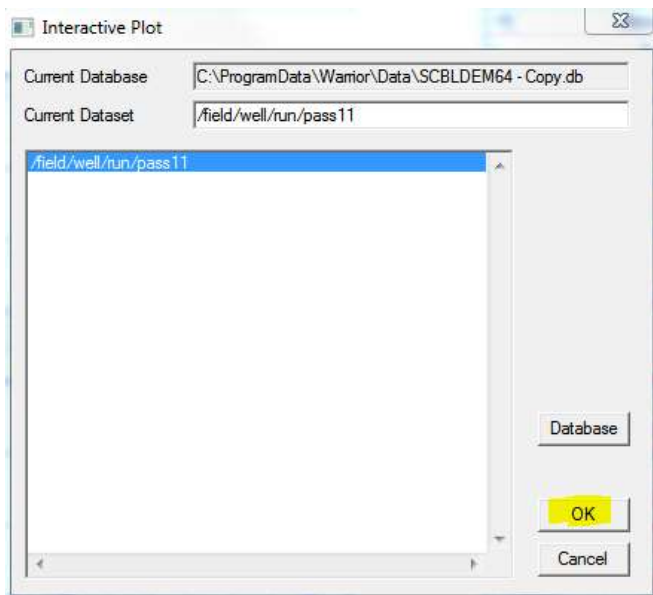 Interactive Plot
Current Database C:\ProgramData\Warrior\Data\SCBLDEM64 - Copy.db
Current Dataset /field/well/run/pass11
/field/well/run/pass11
Database
OK
Cancel